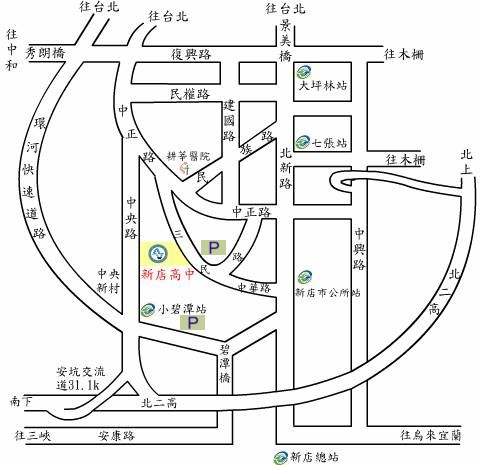 往台北
往台北
往台北
往中和
秀朗橋
復興路
景美橋
往木柵
大坪林站
民權路
中正路
建國路
環河快速道路
耕莘醫院
民族路
七張站
北新路
往木柵
北上
中央路
中正路
三民路
P
中興路
新店高中
中央新村
中華路
新店市公所站
北二高
小碧潭站
P
碧潭橋
安坑交流
道31.1k
南下
北二高
往三峽
安康路
往烏來宜蘭
新店總站